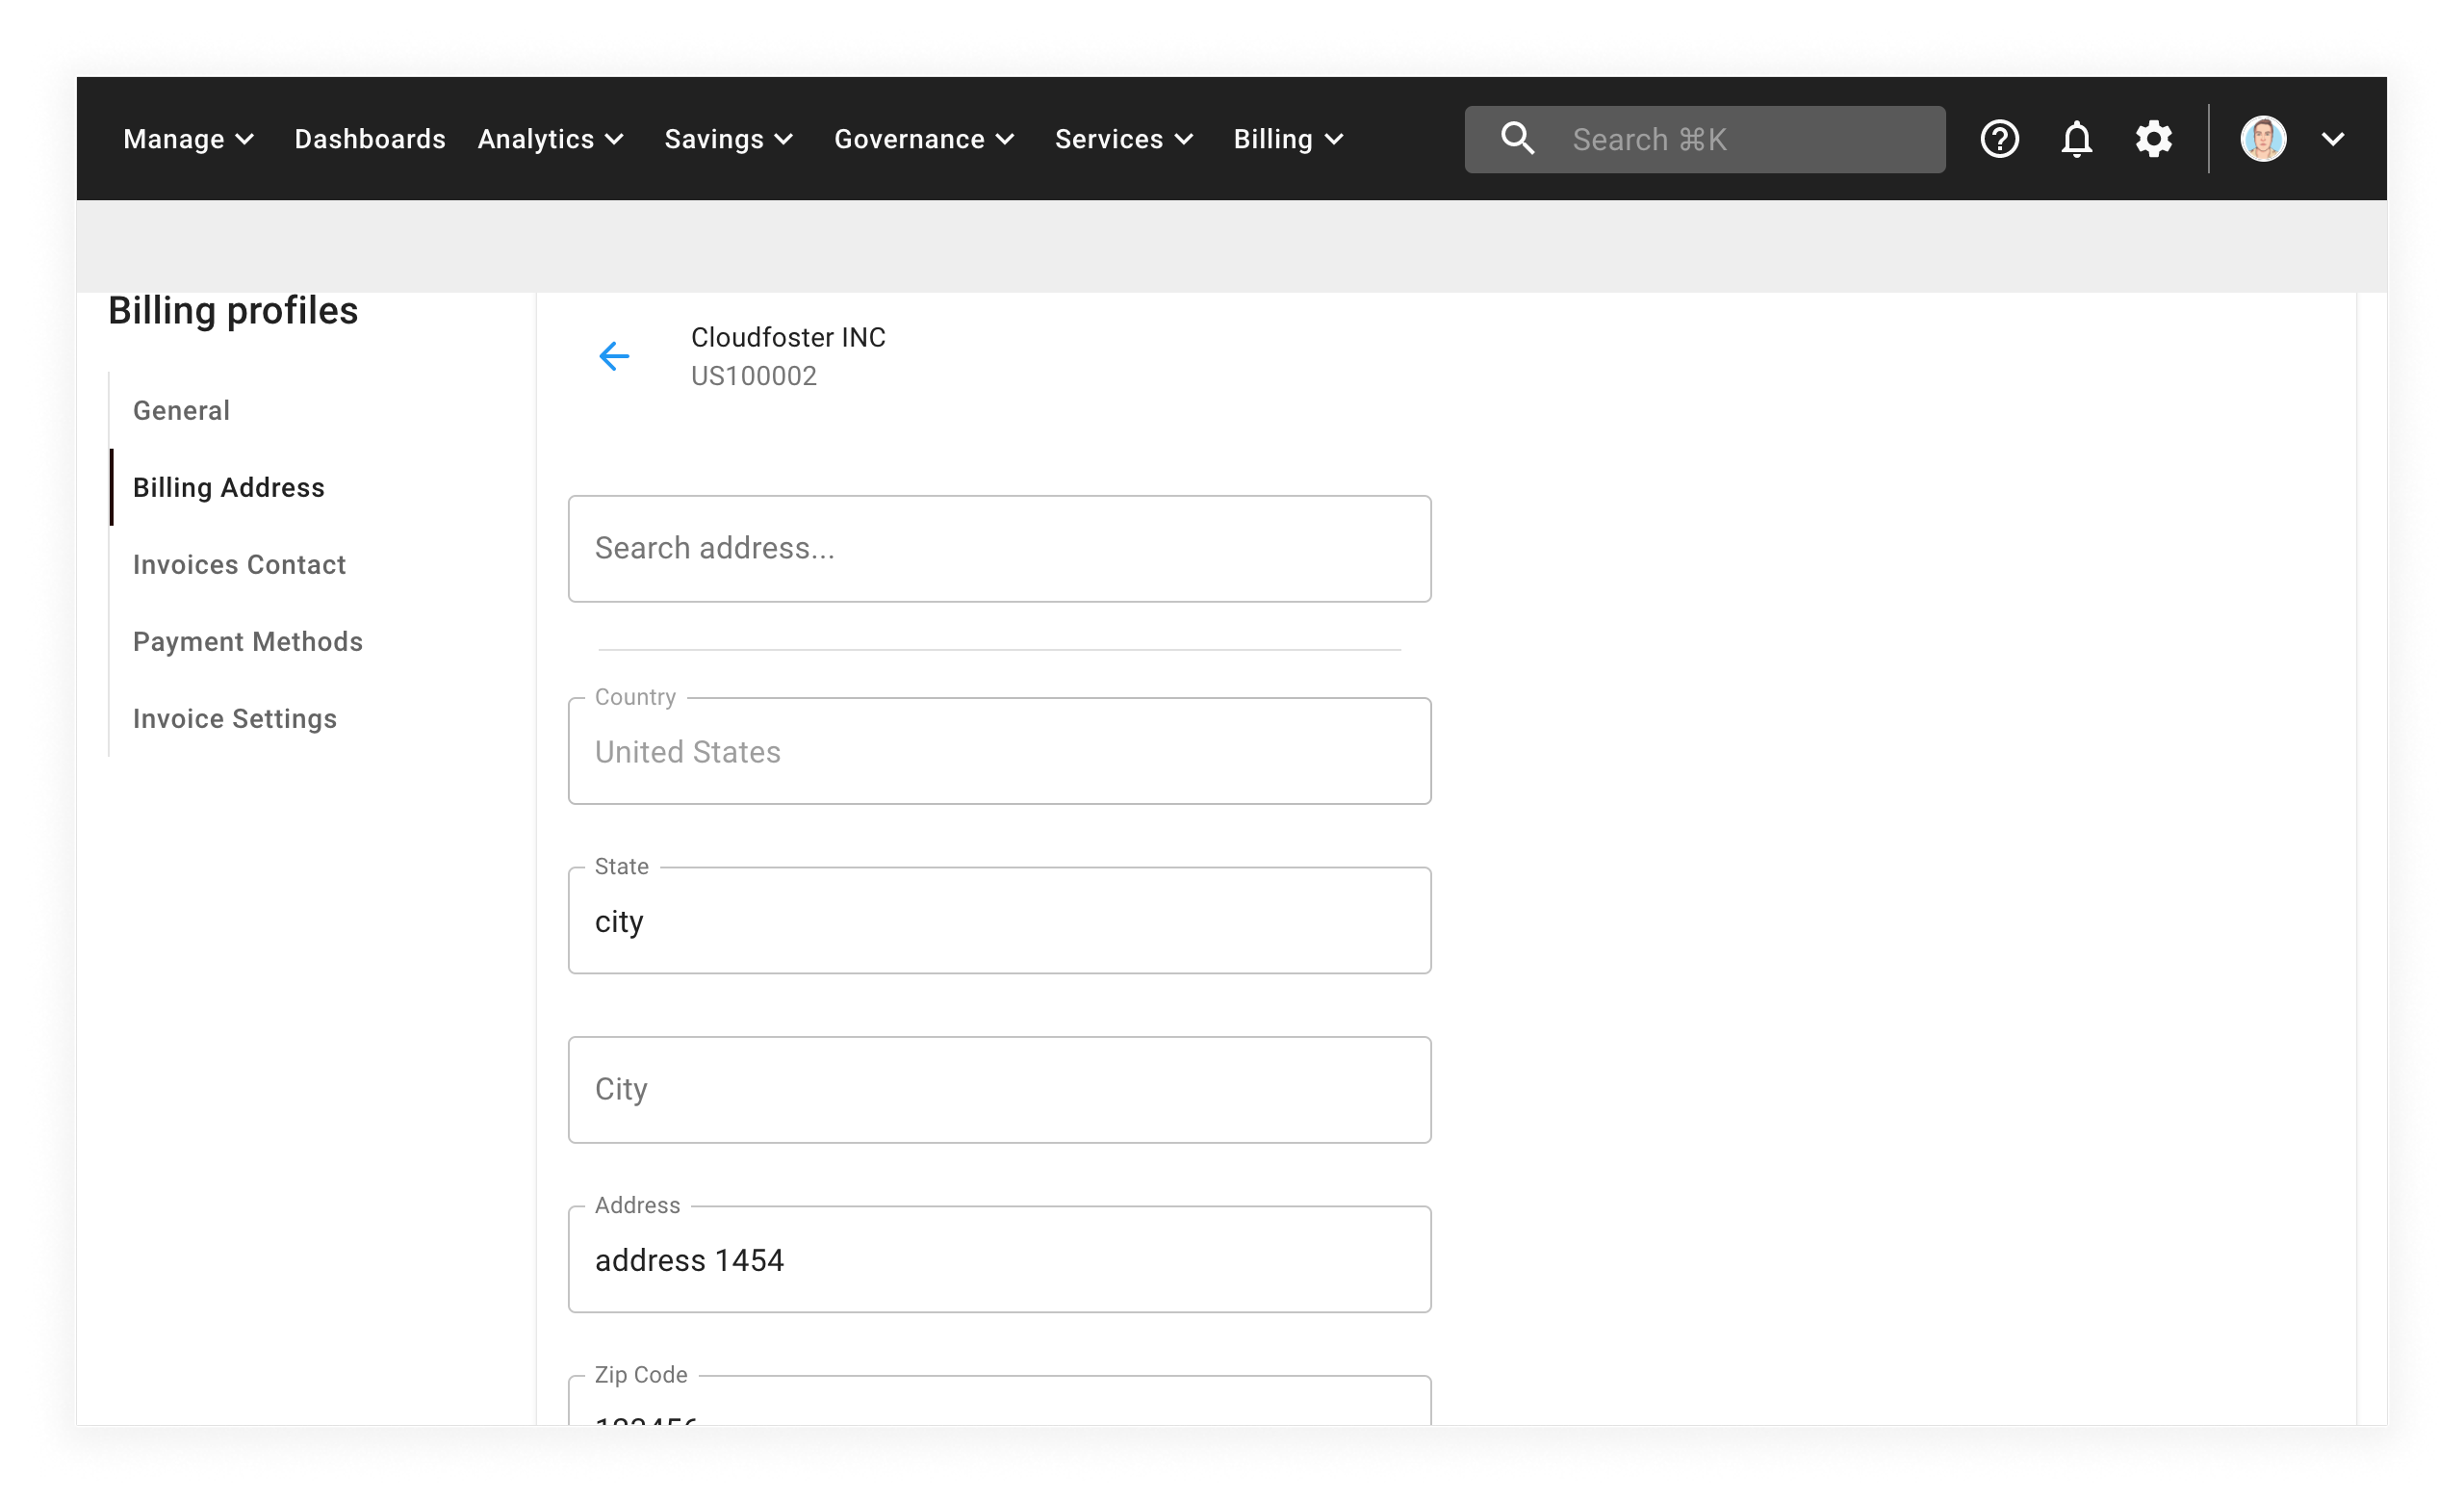 Manage Dashboards Analytics Savings Governance Services Billing Search ⌘K
Billing profiles
General
Billing Address
Invoices Contact
Payment Methods
Invoice Settings
Cloudfoster INC
US100002
Search address...
Country
United States
State
city
City
Address
address 1454
Zip Code
123456